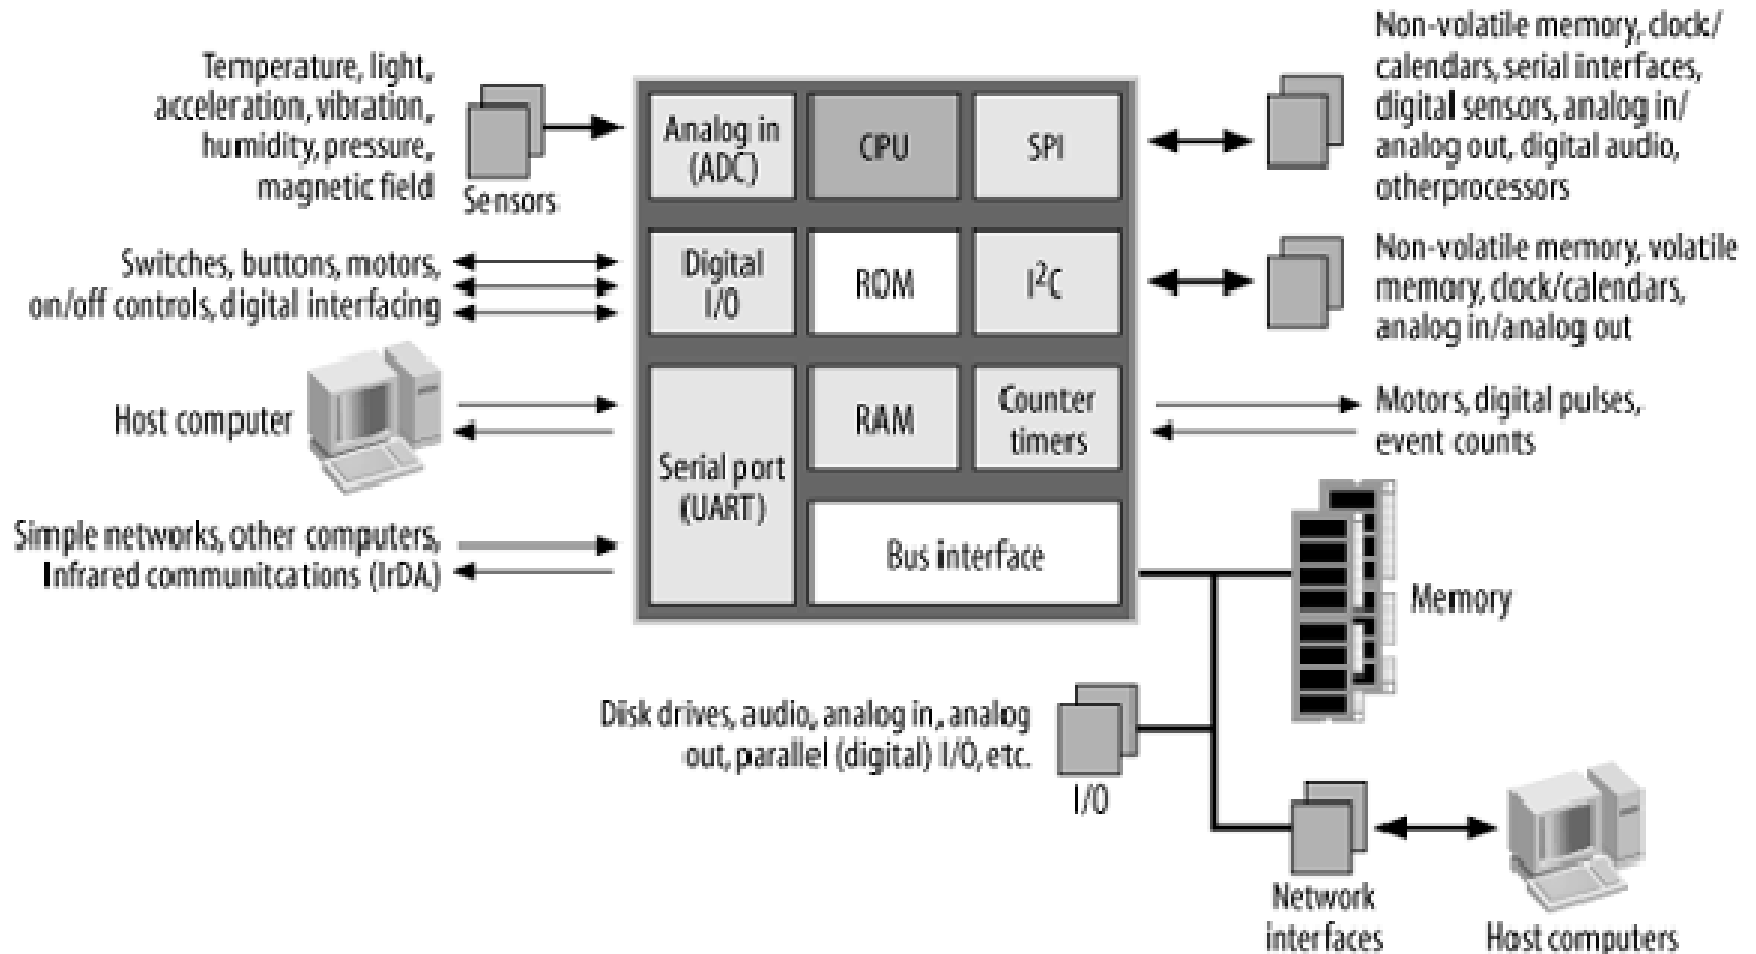 Temperature, light,
acceleration, vibration,
humidity, pressure,
magnetic field
Sensors
Switches, buttons, motors,
on/off controls, digital interfacing
Host computer
Simple networks, other computers,
Infrared communitcations (IrDA)
Analog in
(ADC)
CPU
SPI
Digital
I/O
ROM
I²C
Serial port
(UART)
RAM
Counter
timers
Bus interface
Non-volatile memory, clock/
calendars, serial interfaces,
digital sensors, analog in/
analog out, digital audio,
otherprocessors
Non-volatile memory, volatile
memory, clock/calendars,
analog in/analog out
Motors, digital pulses,
event counts
Memory
Disk drives, audio, analog in, analog
out, parallel (digital) I/O, etc.
I/O
Network
interfaces
Host computers